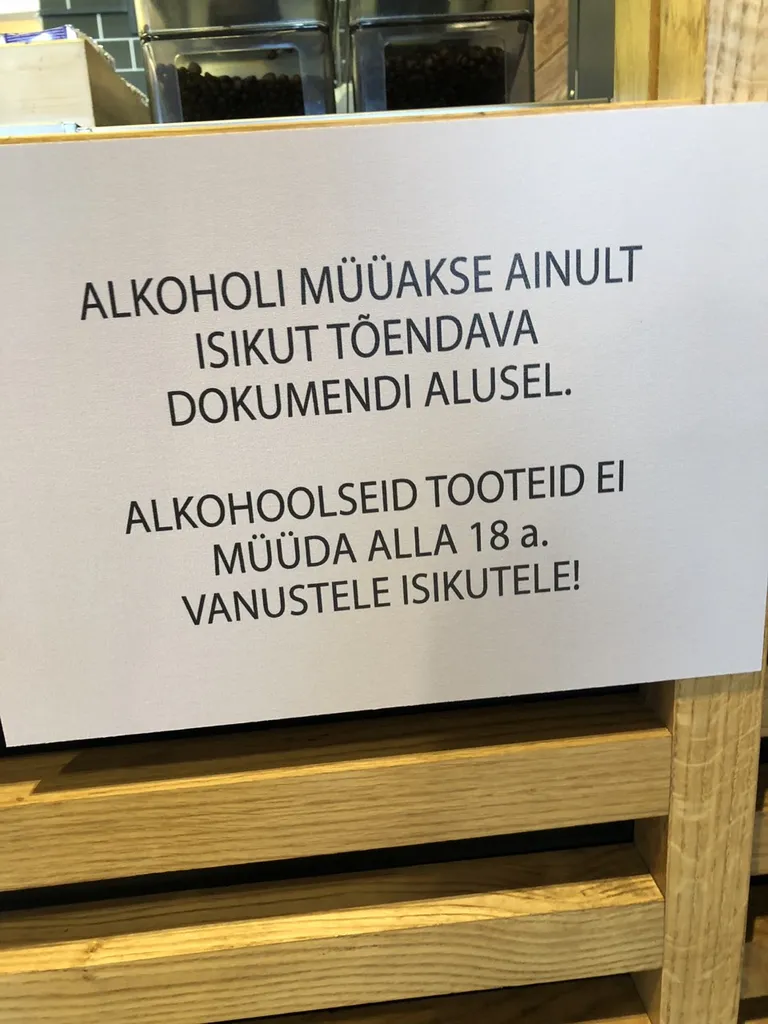 ALKOHOLI MÜÜAKSE AINULT
ISIKUT TÕENDAVA
DOKUMENDI ALUSEL.
ALKOHOOLSEID TOOTEID EI
MÜÜDA ALLA 18 a.
VANUSTELE ISIKUTELE!